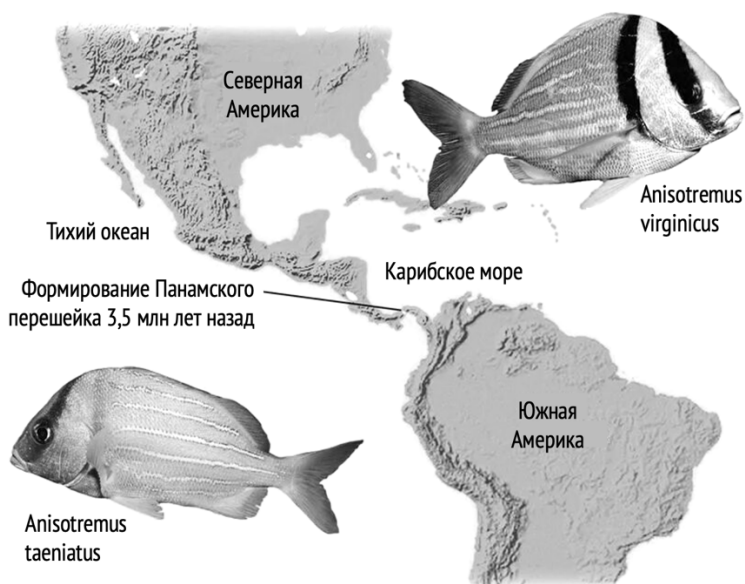 Северная
Америка
Anisotremus
virginicus
Тихий океан
Карибское море
Формирование Панамского
перешейка 3,5 млн лет назад
Южная
Америка
Anisotremus
taeniatus